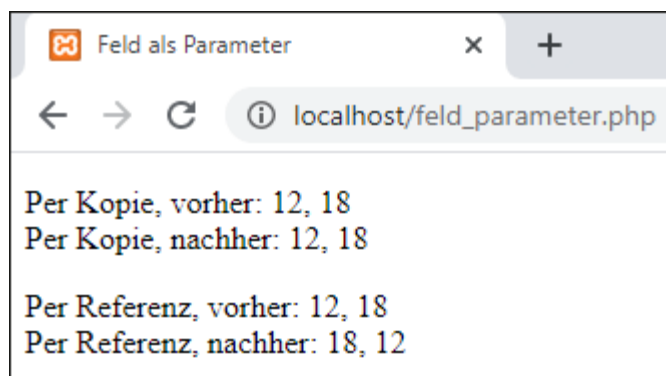 Feld als Parameter
localhost/feld_parameter.php
Per Kopie, vorher: 12, 18
Per Kopie, nachher: 12, 18
Per Referenz, vorher: 12, 18
Per Referenz, nachher: 18, 12